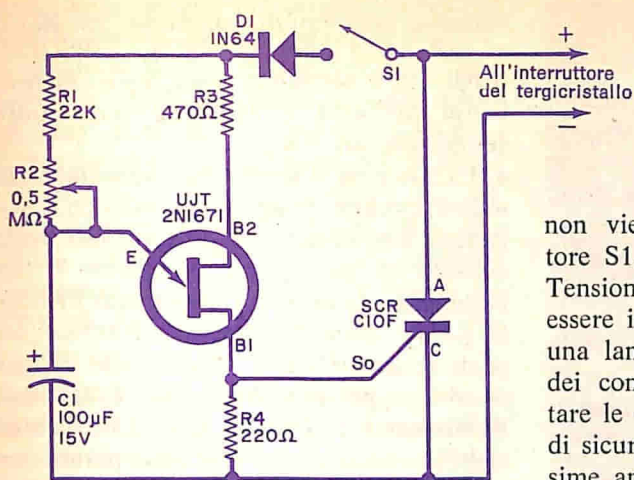 D1
1N64
S1
+
All'interruttore
del tergicristallo
−
R1
22K
R3
470Ω
R2
0,5
MΩ
UJT
2N1671
B2
E
B1
SCR
C10F
A
C
So
+
C1
100µF
15V
R4
220Ω
non vie
tore S1
Tension
essere i
una lan
dei con
tare le
di sicur
sime an